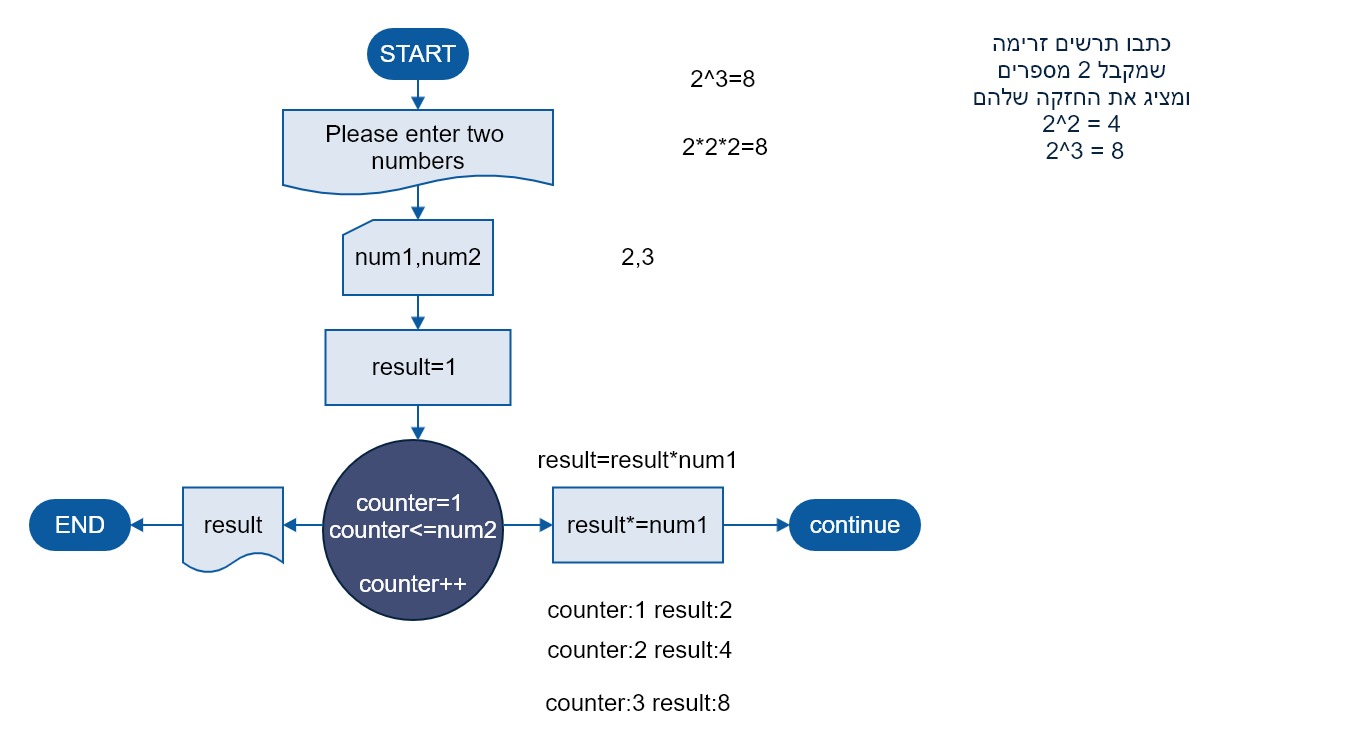 START
Please enter two
numbers
num1,num2
result=1
counter=1
counter<=num2
counter++
result
END
result=result*num1
result*=num1
continue
counter:1 result:2
counter:2 result:4
counter:3 result:8
2^3=8
2*2*2=8
2,3
כתבו תרשים זרימה
שמקבל 2 מספרים
ומציג את החזקה שלהם
2^2 = 4
2^3 = 8